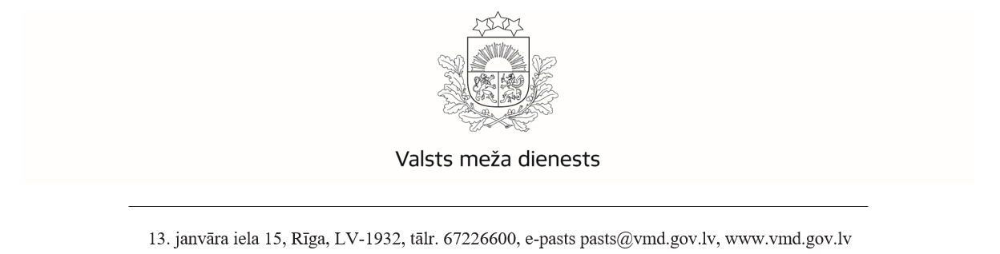 Valsts meža dienests
13. janvāra iela 15, Rīga, LV-1932, tālr. 67226600, e-pasts pasts@vmd.gov.lv, www.vmd.gov.lv